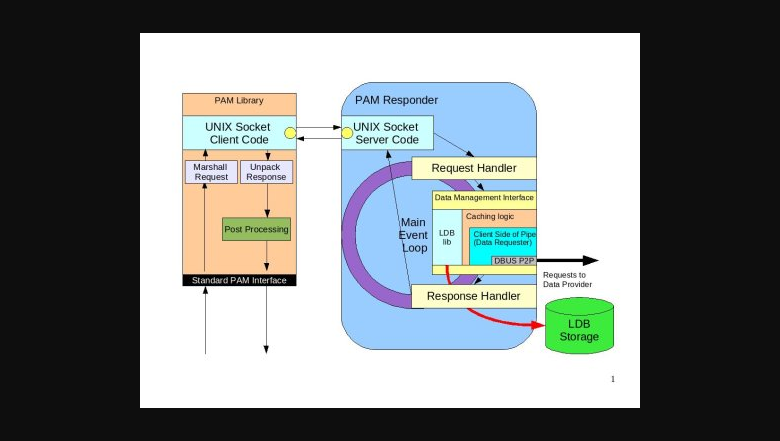 PAM Library
UNIX Socket
Client Code
Marshall
Request
Unpack
Response
Post Processing
Standard PAM Interface
PAM Responder
UNIX Socket
Server Code
Request Handler
Data Management Interface
Caching logic
LDB
lib
Client Side of Pipe
(Data Requester)
DBUS P2P
Main
Event
Loop
Response Handler
Requests to
Data Provider
LDB
Storage
1